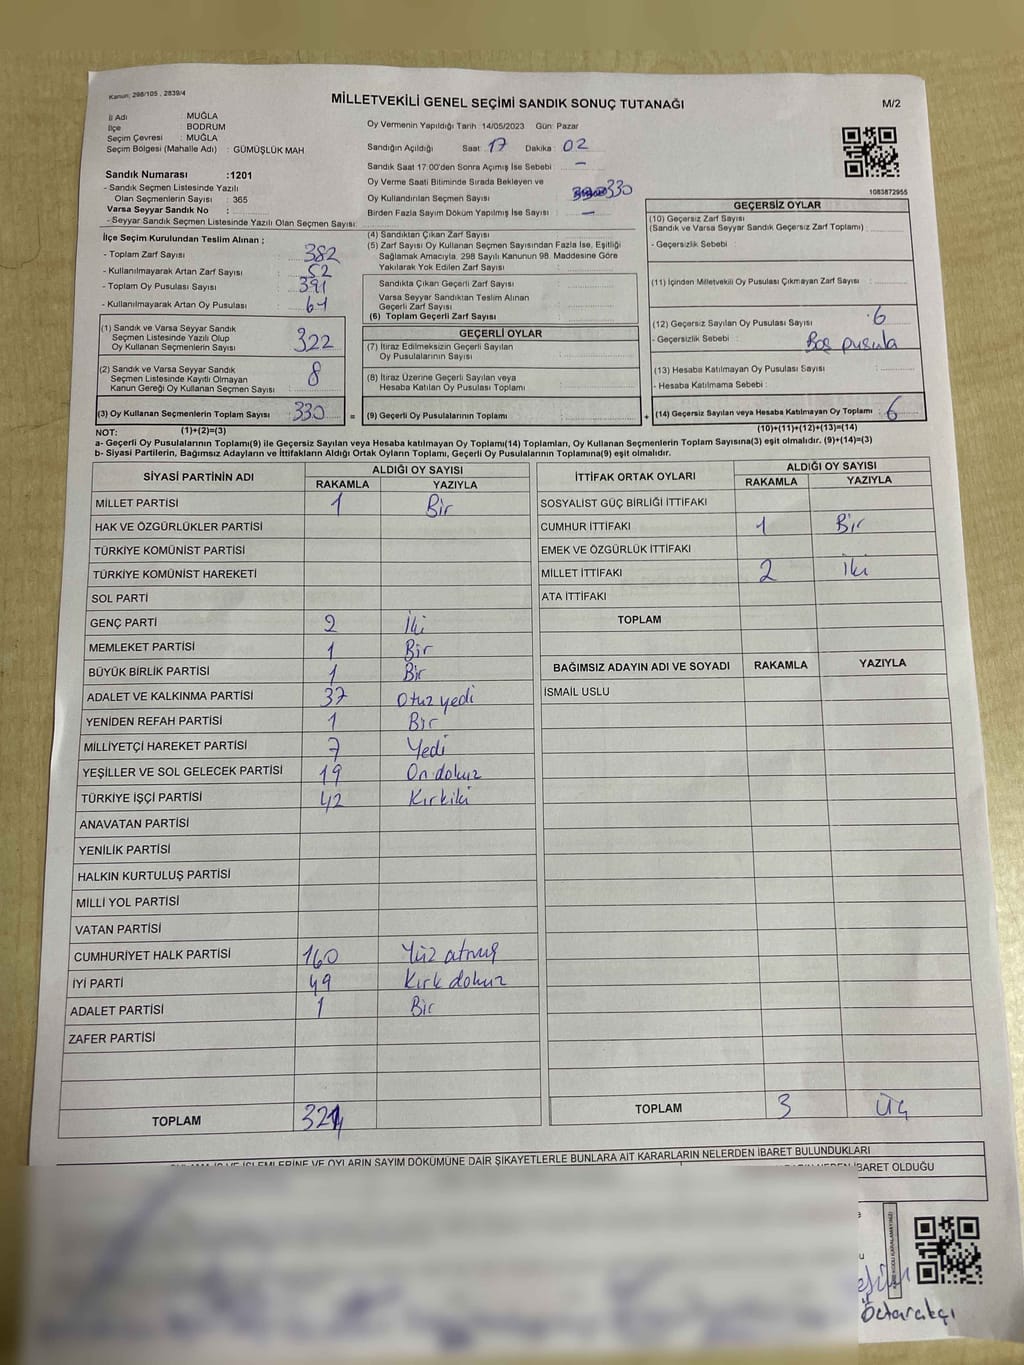 Kanun; 298/105 , 2839/4
MİLLETVEKİLİ GENEL SEÇİMİ SANDIK SONUÇ TUTANAĞI
M/2
İl Adı : MUĞLA
İlçe : BODRUM
Seçim Çevresi : MUĞLA
Seçim Bölgesi (Mahalle Adı) : GÜMÜŞLÜK MAH.
Sandık Numarası :1201
- Sandık Seçmen Listesinde Yazılı
Olan Seçmenlerin Sayısı : 365
Varsa Seyyar Sandık No :
- Seyyar Sandık Seçmen Listesinde Yazılı Olan Seçmen Sayısı:
Oy Vermenin Yapıldığı Tarih 14/05/2023 Gün: Pazar
Sandığın Açıldığı Saat : 17 Dakika : 02
Sandık Saat 17:00'den Sonra Açımış İse Sebebi : -
Oy Verme Saati Bitiminde Sırada Bekleyen ve
Oy Kullandırılan Seçmen Sayısı : 330
Birden Fazla Sayım Döküm Yapılmış İse Sayısı : -
1083872955
İlçe Seçim Kurulundan Teslim Alınan ;
- Toplam Zarf Sayısı : 382
- Kullanılmayarak Artan Zarf Sayısı : 52
- Toplam Oy Pusulası Sayısı : 391
- Kullanılmayarak Artan Oy Pusulası : 61
(1) Sandık ve Varsa Seyyar Sandık
Seçmen Listesinde Yazılı Olup
Oy Kullanan Seçmenlerin Sayısı : 322
(2) Sandık ve Varsa Seyyar Sandık
Seçmen Listesinde Kayıtlı Olmayan
Kanun Gereği Oy Kullanan Seçmen Sayısı : 8
(3) Oy Kullanan Seçmenlerin Toplam Sayısı : 330 =
(4) Sandıktan Çıkan Zarf Sayısı :
(5) Zarf Sayısı Oy Kullanan Seçmen Sayısından Fazla İse, Eşitliği
Sağlamak Amacıyla, 298 Sayılı Kanunun 98. Maddesine Göre
Yakılarak Yok Edilen Zarf Sayısı :
Sandıkta Çıkan Geçerli Zarf Sayısı :
Varsa Seyyar Sandıktan Teslim Alınan
Geçerli Zarf Sayısı :
(6) Toplam Geçerli Zarf Sayısı :
GEÇERLİ OYLAR
(7) İtiraz Edilmeksizin Geçerli Sayılan
Oy Pusulalarının Sayısı :
(8) İtiraz Üzerine Geçerli Sayılan veya
Hesaba Katılan Oy Pusulası Toplamı :
(9) Geçerli Oy Pusulalarının Toplamı : +
GEÇERSİZ OYLAR
(10) Geçersiz Zarf Sayısı
(Sandık ve Varsa Seyyar Sandık Geçersiz Zarf Toplamı) :
- Geçersizlik Sebebi :
(11) İçinden Milletvekili Oy Pusulası Çıkmayan Zarf Sayısı :
(12) Geçersiz Sayılan Oy Pusulası Sayısı : 6
- Geçersizlik Sebebi : Boş pusula
(13) Hesaba Katılmayan Oy Pusulası Sayısı :
- Hesaba Katılmama Sebebi :
(14) Geçersiz Sayılan veya Hesaba Katılmayan Oy Toplamı : 6
NOT: (1)+(2)=(3)
(10)+(11)+(12)+(13)=(14)
a- Geçerli Oy Pusulalarının Toplamı(9) ile Geçersiz Sayılan veya Hesaba katılmayan Oy Toplamı(14) Toplamları, Oy Kullanan Seçmenlerin Toplam Sayısına(3) eşit olmalıdır. (9)+(14)=(3)
b- Siyasi Partilerin, Bağımsız Adayların ve İttifakların Aldığı Ortak Oyların Toplamı, Geçerli Oy Pusulalarının Toplamına(9) eşit olmalıdır.
SİYASİ PARTİNİN ADI ALDIĞI OY SAYISI
RAKAMLA YAZIYLA
MİLLET PARTİSİ 1 Bir
HAK VE ÖZGÜRLÜKLER PARTİSİ
TÜRKİYE KOMÜNİST PARTİSİ
TÜRKİYE KOMÜNİST HAREKETİ
SOL PARTİ
GENÇ PARTİ 2 İki
MEMLEKET PARTİSİ 1 Bir
BÜYÜK BİRLİK PARTİSİ 1 Bir
ADALET VE KALKINMA PARTİSİ 37 Otuz yedi
YENİDEN REFAH PARTİSİ 1 Bir
MİLLİYETÇİ HAREKET PARTİSİ 7 Yedi
YEŞİLLER VE SOL GELECEK PARTİSİ 19 On dokuz
TÜRKİYE İŞÇİ PARTİSİ 42 Kırkiki
ANAVATAN PARTİSİ
YENİLİK PARTİSİ
HALKIN KURTULUŞ PARTİSİ
MİLLİ YOL PARTİSİ
VATAN PARTİSİ
CUMHURİYET HALK PARTİSİ 160 Yüz atmış
İYİ PARTİ 49 Kırk dokuz
ADALET PARTİSİ 1 Bir
ZAFER PARTİSİ
TOPLAM 321
İTTİFAK ORTAK OYLARI ALDIĞI OY SAYISI
RAKAMLA YAZIYLA
SOSYALIST GÜÇ BİRLİĞİ İTTİFAKI
CUMHUR İTTİFAKI 1 Bir
EMEK VE ÖZGÜRLÜK İTTİFAKI
MİLLET İTTİFAKI 2 İki
ATA İTTİFAKI
TOPLAM
BAĞIMSIZ ADAYIN ADI VE SOYADI RAKAMLA YAZIYLA
İSMAİL USLU
TOPLAM 3 Üç
VE İŞLEMLERİNE VE OYLARIN SAYIM DÖKÜMÜNE DAİR ŞİKAYETLERLE BUNLARA AİT KARARLARIN NELERDEN İBARET BULUNDUKLARI
İBARET OLDUĞU